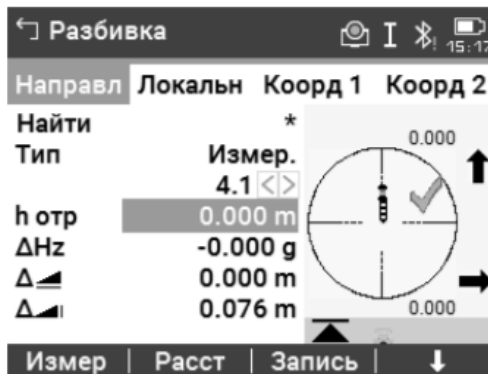 Разбивка 15:17
Направл Локальн Коорд 1 Коорд 2
Найти *
Тип Измер.
4.1
h отр 0.000 m
ΔHz -0.000 g
Δ 0.000 m
Δ 0.076 m
0.000
0.000
Измер Расст Запись